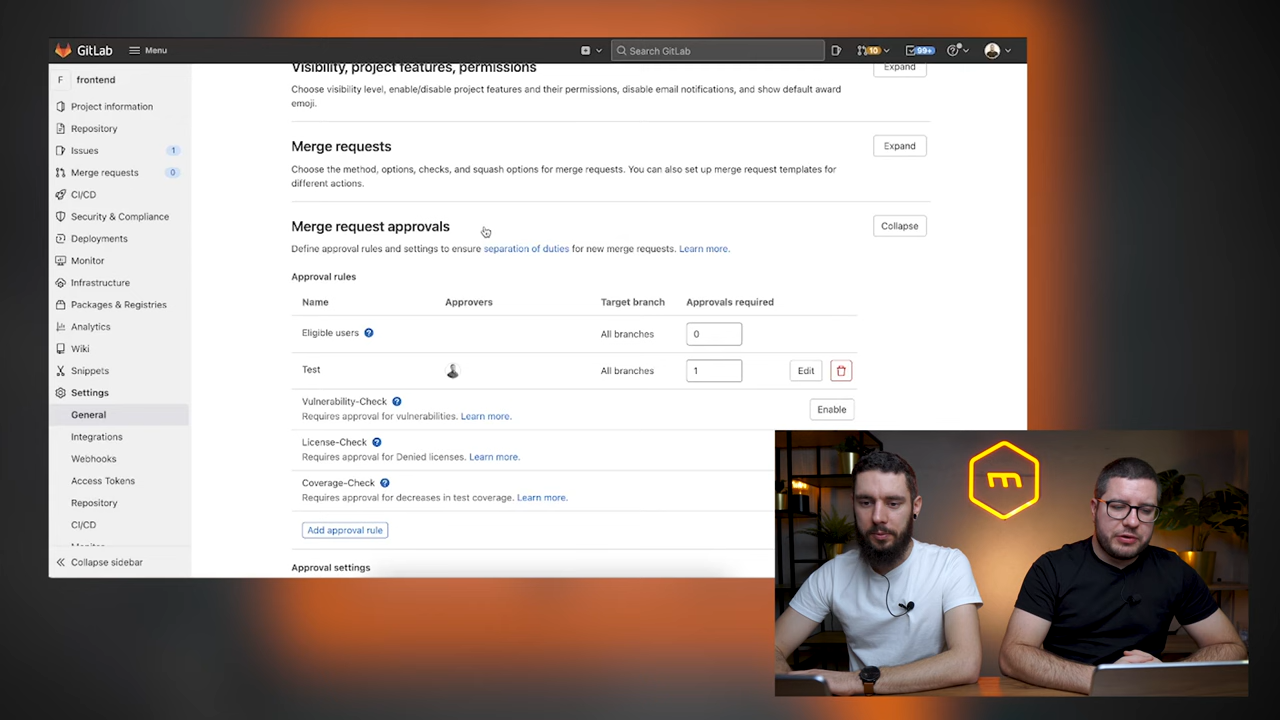 GitLab
Menu
Search GitLab
10
99+
F frontend
Project information
Repository
Issues 1
Merge requests 0
CI/CD
Security & Compliance
Deployments
Monitor
Infrastructure
Packages & Registries
Analytics
Wiki
Snippets
Settings
General
Integrations
Webhooks
Access Tokens
Repository
CI/CD
Monitor
Collapse sidebar
Visibility, project features, permissions
Expand
Choose visibility level, enable/disable project features and their permissions, disable email notifications, and show default award
emoji.
Merge requests
Expand
Choose the method, options, checks, and squash options for merge requests. You can also set up merge request templates for
different actions.
Merge request approvals
Collapse
Define approval rules and settings to ensure separation of duties for new merge requests. Learn more.
Approval rules
Name Approvers Target branch Approvals required
Eligible users ? All branches 0
Test All branches 1 Edit
Vulnerability-Check ?
Requires approval for vulnerabilities. Learn more.
Enable
License-Check ?
Requires approval for Denied licenses. Learn more.
Coverage-Check ?
Requires approval for decreases in test coverage. Learn more.
Add approval rule
Approval settings
m